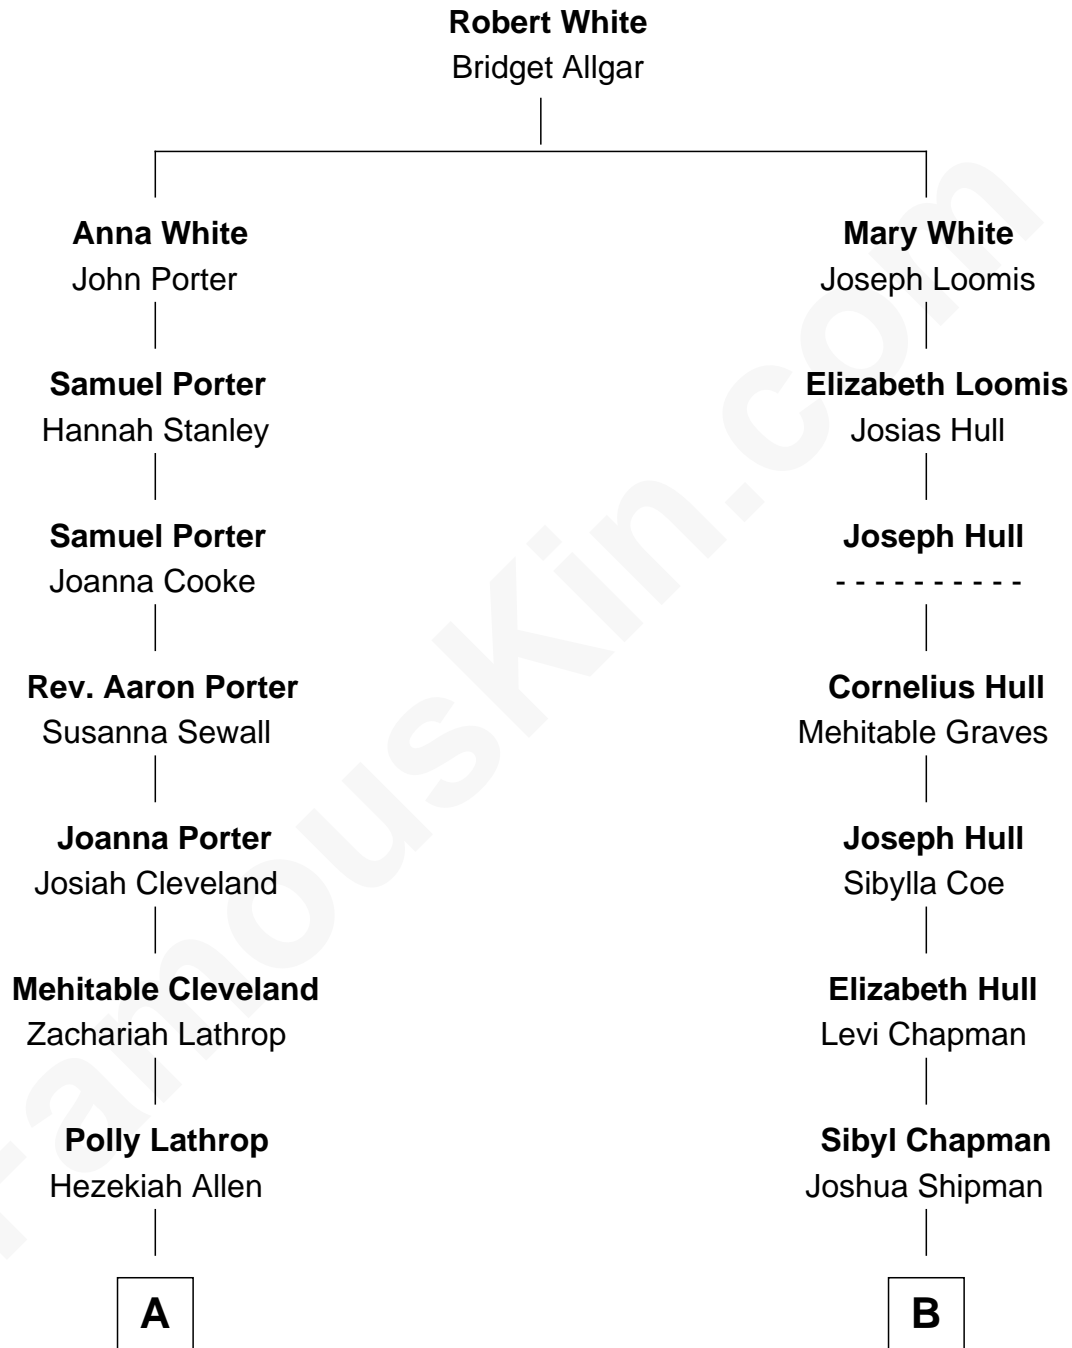 Robert White
Bridget Allgar
Anna White
John Porter
Mary White
Joseph Loomis
Samuel Porter
Hannah Stanley
Elizabeth Loomis
Josias Hull
Samuel Porter
Joanna Cooke
Joseph Hull
- - - - - - - - - -
Rev. Aaron Porter
Susanna Sewall
Cornelius Hull
Mehitable Graves
Joanna Porter
Josiah Cleveland
Joseph Hull
Sibylla Coe
Mehitable Cleveland
Zachariah Lathrop
Elizabeth Hull
Levi Chapman
Polly Lathrop
Hezekiah Allen
Sibyl Chapman
Joshua Shipman
A
B
FamousKin.com